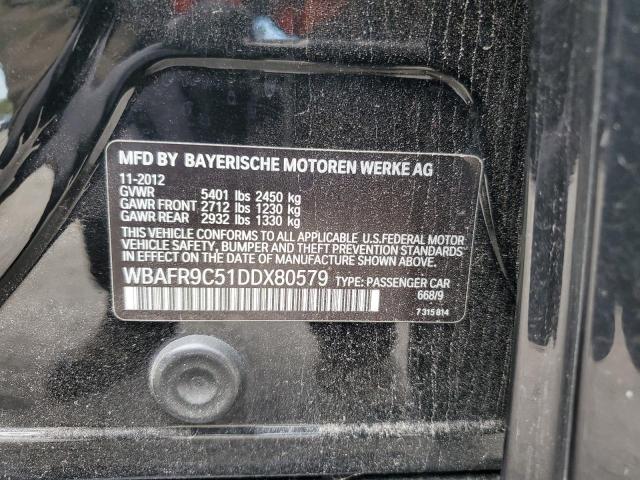 MFD BY BAYERISCHE MOTOREN WERKE AG
11-2012
GVWR 5401 lbs 2450 kg
GAWR FRONT 2712 lbs 1230 kg
GAWR REAR 2932 lbs 1330 kg
THIS VEHICLE CONFORMS TO ALL APPLICABLE U.S.FEDERAL MOTOR
VEHICLE SAFETY, BUMPER AND THEFT PREVENTION STANDARDS
IN EFFECT ON THE DATE OF MANUFACTURE SHOWN ABOVE.
WBAFR9C51DDX80579 TYPE: PASSENGER CAR
668/9
7 315 814